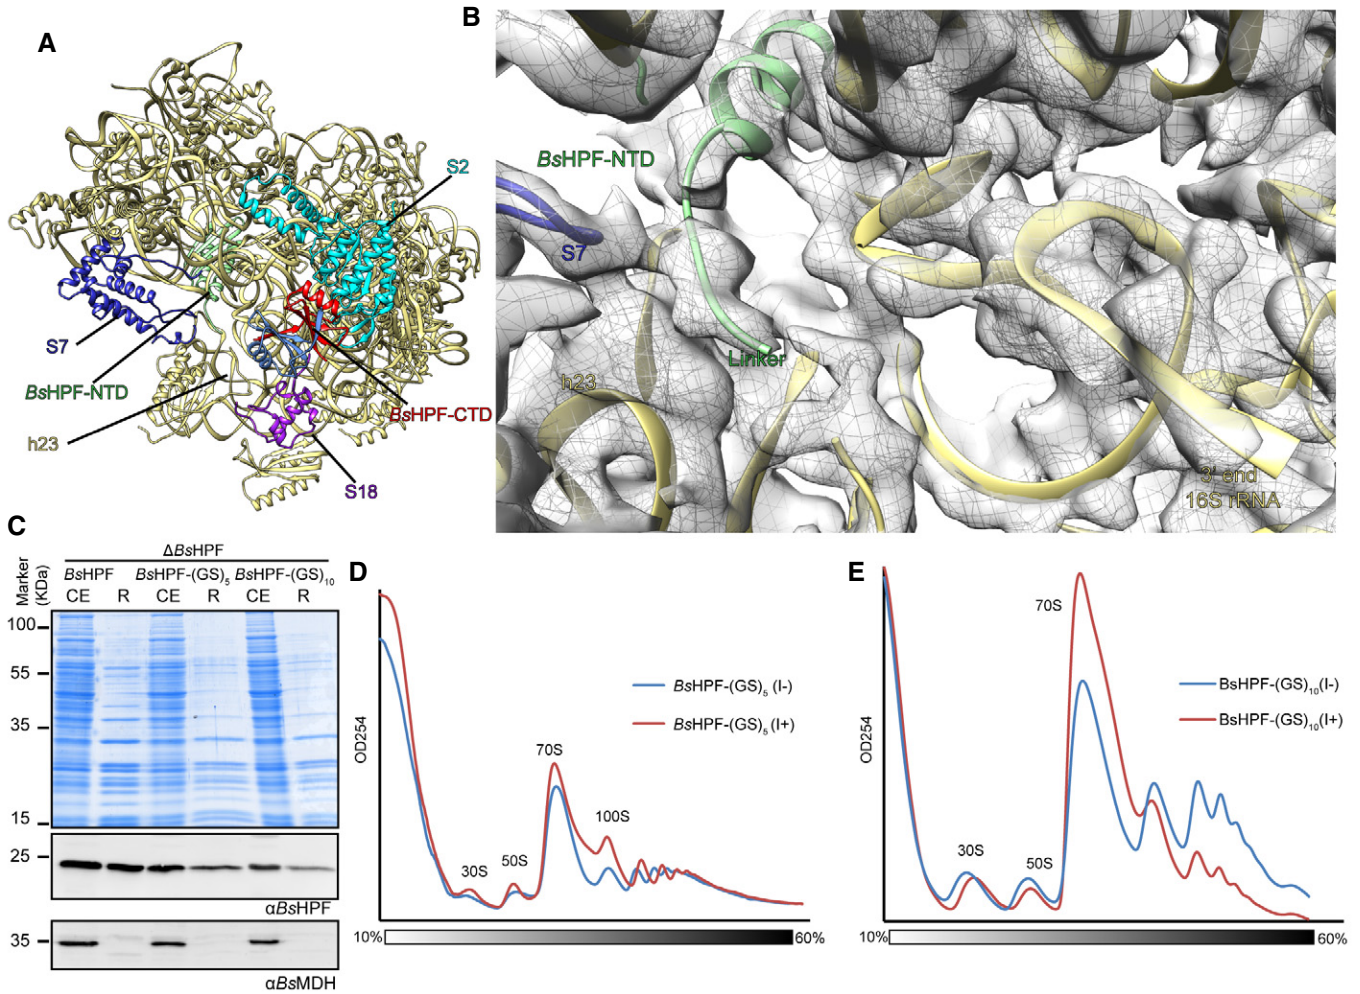 A
S2
S7
BsHPF-NTD
BsHPF-CTD
h23
S18
B
BsHPF-NTD
S7
Linker
h23
3' end
16S rRNA
C
ΔBsHPF
Marker
(KDa)
BsHPF BsHPF-(GS)5 BsHPF-(GS)10
CE R CE R CE R
100
55
35
15
25
αBsHPF
35
αBsMDH
D
OD254
BsHPF-(GS)5 (I-)
BsHPF-(GS)5 (I+)
70S
100S
30S
50S
10%
60%
E
OD254
70S
BsHPF-(GS)10(I-)
BsHPF-(GS)10(I+)
30S
50S
10%
60%